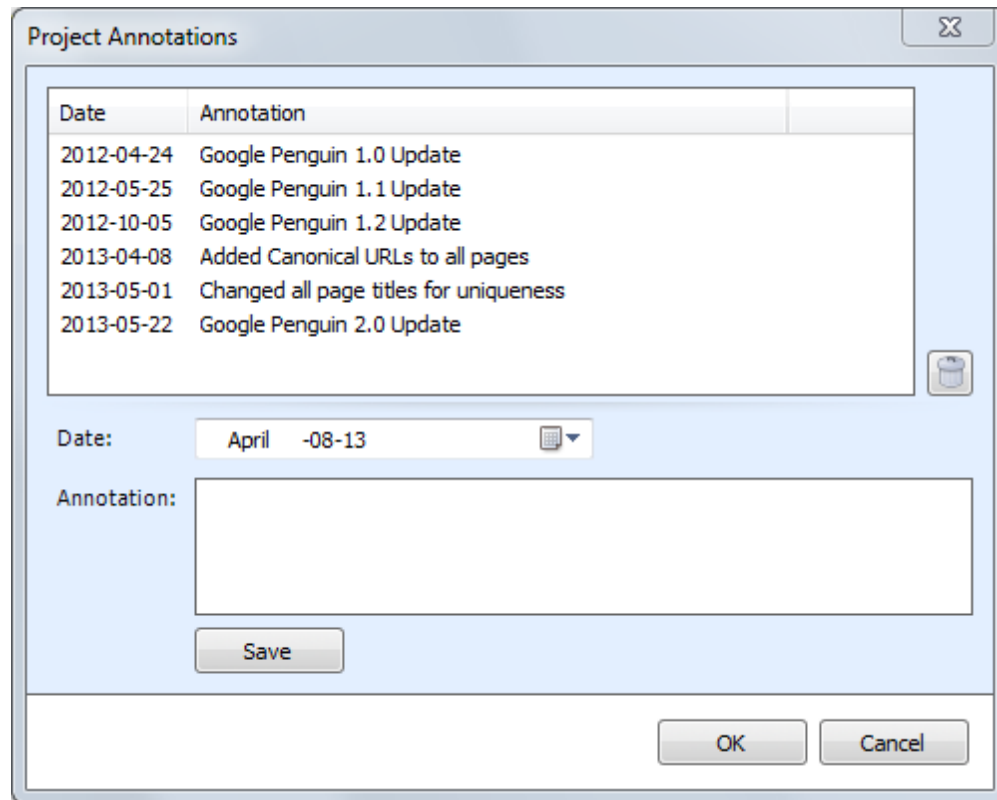 Project Annotations
Date Annotation
2012-04-24 Google Penguin 1.0 Update
2012-05-25 Google Penguin 1.1 Update
2012-10-05 Google Penguin 1.2 Update
2013-04-08 Added Canonical URLs to all pages
2013-05-01 Changed all page titles for uniqueness
2013-05-22 Google Penguin 2.0 Update
Date: April -08-13
Annotation:
Save
OK Cancel